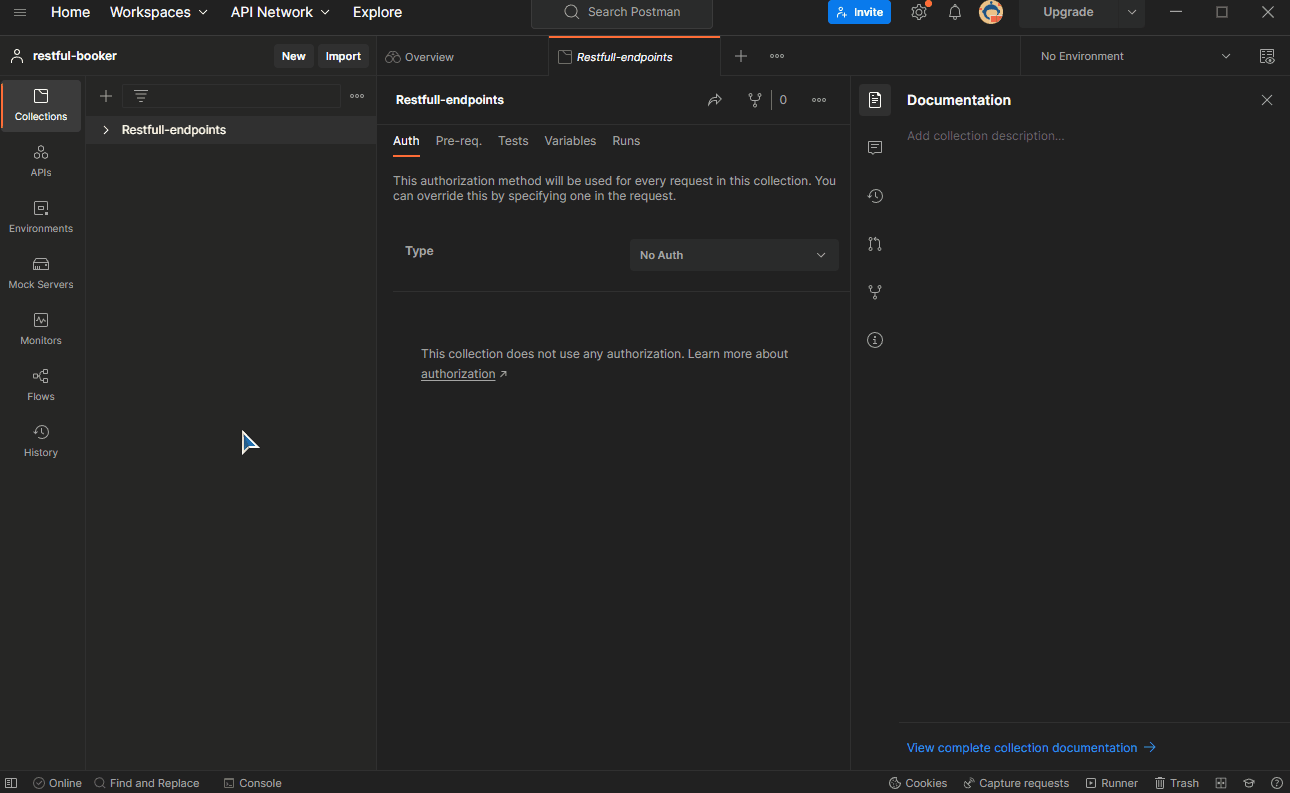 Home Workspaces API Network Explore Search Postman Invite Upgrade
restful-booker New Import Overview Restfull-endpoints No Environment
Collections
APIs
Environments
Mock Servers
Monitors
Flows
History
Restfull-endpoints
Restfull-endpoints 0
Auth Pre-req. Tests Variables Runs
This authorization method will be used for every request in this collection. You
can override this by specifying one in the request.
Type No Auth
This collection does not use any authorization. Learn more about
authorization ↗
Documentation
Add collection description...
View complete collection documentation →
Online Find and Replace Console Cookies Capture requests Runner Trash